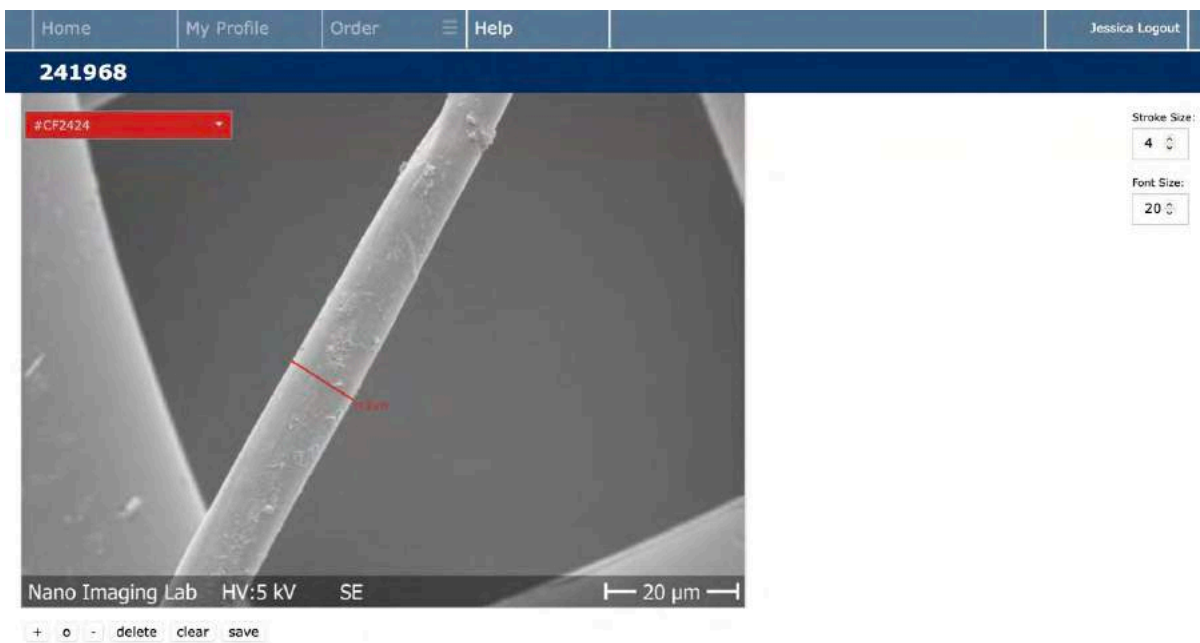 Home My Profile Order Help Jessica Logout
241968
#CF2424
Stroke Size:
4
Font Size:
20
Nano Imaging Lab HV:5 kV SE 20 µm
+ o - delete clear save